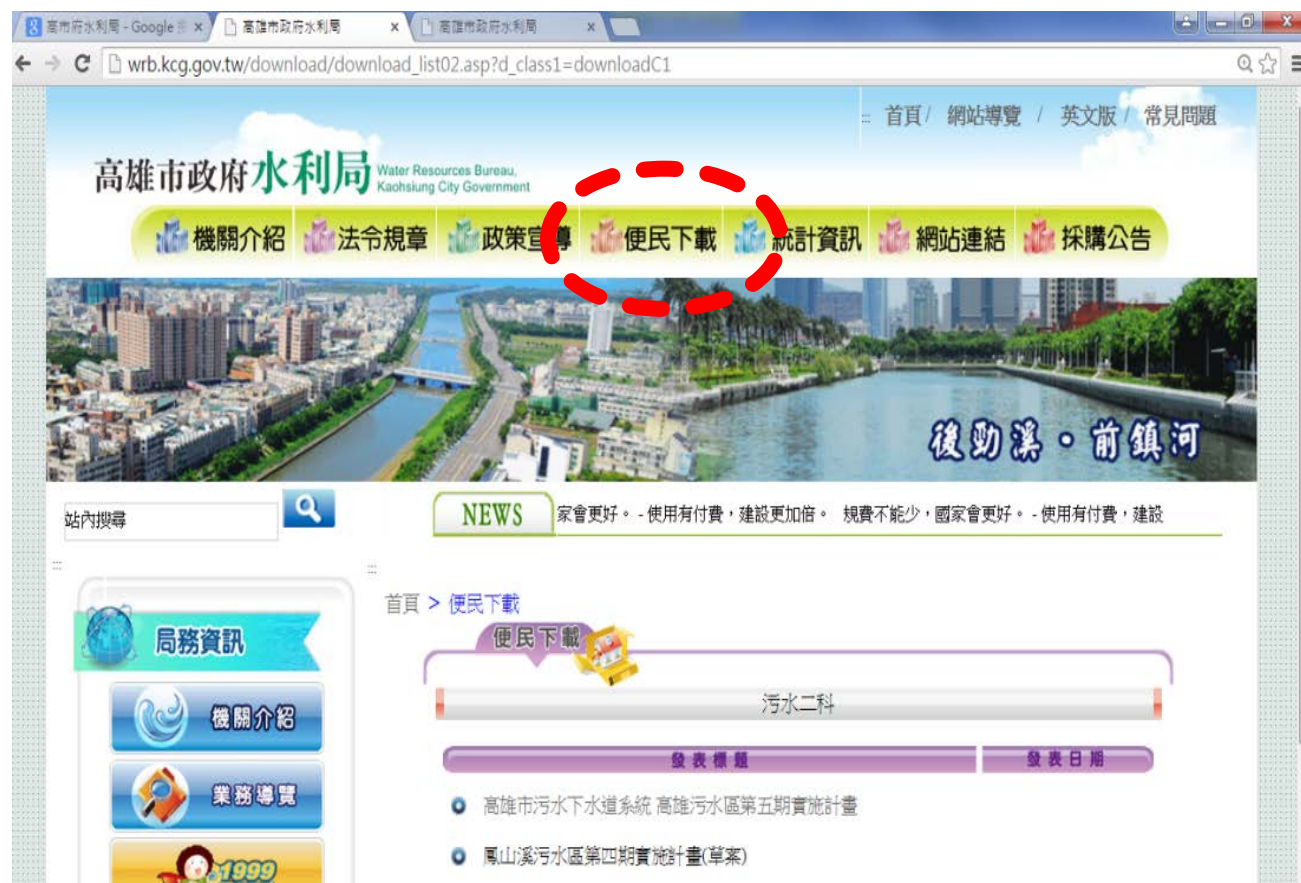 高市府水利局 - Google
高雄市政府水利局
高雄市政府水利局
wrb.kcg.gov.tw/download/download_list02.asp?d_class1=downloadC1
首頁 / 網站導覽 / 英文版 / 常見問題
高雄市政府水利局
Water Resources Bureau,
Kaohsiung City Government
機關介紹 法令規章 政策宣導 便民下載 統計資訊 網站連結 採購公告
後勁溪・前鎮河
站內搜尋
NEWS 家會更好。 - 使用有付費，建設更加倍。 規費不能少，國家會更好。 - 使用有付費，建設
首頁 > 便民下載
便民下載
局務資訊
污水二科
機關介紹
發表標題 發表日期
業務導覽
高雄市污水下水道系統 高雄污水區第五期實施計畫
鳳山溪污水區第四期實施計畫(草案)
1999